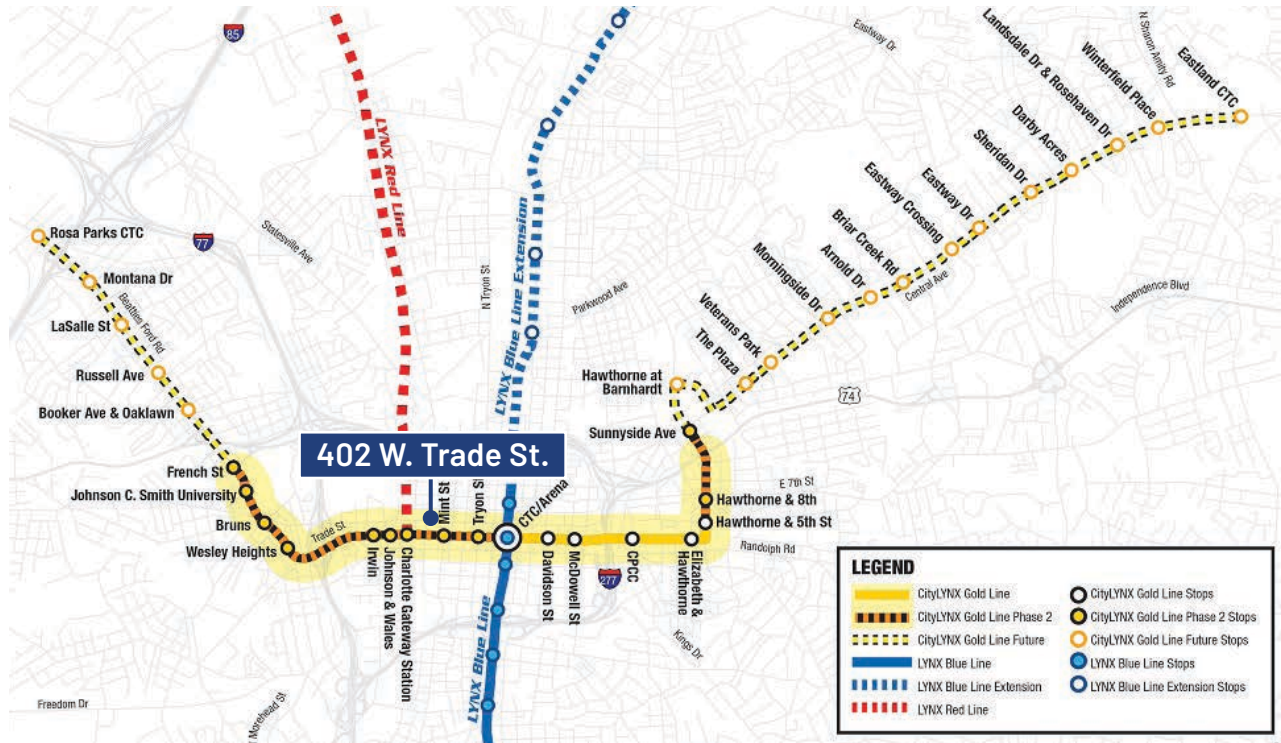 85
77
74
277
LYNX Red Line
LYNX Blue Line Extension
LYNX Blue Line
Statesville Ave
N Tryon St
Parkwood Ave
Eastway Dr
N Sharon Amity Rd
Independence Blvd
Central Ave
Beatties Ford Rd
Trade St
E 7th St
Randolph Rd
Kings Dr
Freedom Dr
Morehead St
Rosa Parks CTC
Montana Dr
LaSalle St
Russell Ave
Booker Ave & Oaklawn
French St
Johnson C. Smith University
Bruns
Wesley Heights
Irwin
Johnson & Wales
Charlotte Gateway Station
402 W. Trade St.
Mint St
Tryon St
CTC/Arena
Davidson St
McDowell St
CPCC
Elizabeth &
Hawthorne
Hawthorne & 5th St
Hawthorne & 8th
Sunnyside Ave
Hawthorne at
Barnhardt
The Plaza
Veterans Park
Morningside Dr
Arnold Dr
Briar Creek Rd
Eastway Crossing
Eastway Dr
Sheridan Dr
Darby Acres
Landsdale Dr & Rosehaven Dr
Winterfield Place
Eastland CTC
LEGEND
CityLYNX Gold Line
CityLYNX Gold Line Phase 2
CityLYNX Gold Line Future
LYNX Blue Line
LYNX Blue Line Extension
LYNX Red Line
CityLYNX Gold Line Stops
CityLYNX Gold Line Phase 2 Stops
CityLYNX Gold Line Future Stops
LYNX Blue Line Stops
LYNX Blue Line Extension Stops